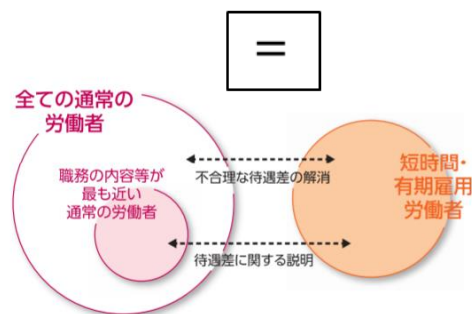 =
全ての通常の
労働者
職務の内容等が
最も近い
通常の労働者
不合理な待遇差の解消
待遇差に関する説明
短時間・
有期雇用
労働者